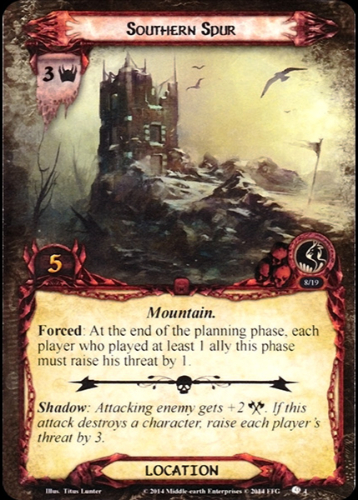 Southern Spur
3
5
8/19
Mountain.
Forced: At the end of the planning phase, each
player who played at least 1 ally this phase
must raise his threat by 1.
Shadow: Attacking enemy gets +2 . If this
attack destroys a character, raise each player's
threat by 3.
Illus. Titus Lunter
© 2014 Middle-earth Enterprises © 2014 FFG
4
LOCATION